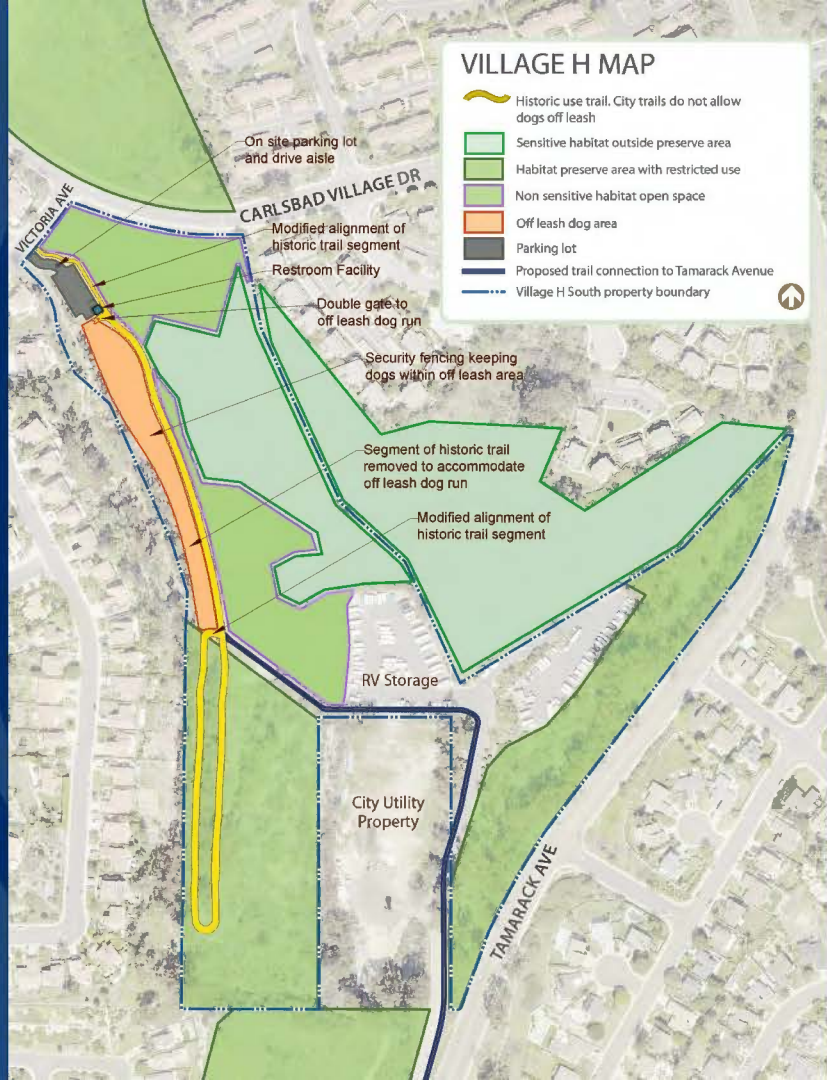 VILLAGE H MAP
Historic use trail. City trails do not allow
dogs off leash
Sensitive habitat outside preserve area
Habitat preserve area with restricted use
Non sensitive habitat open space
Off leash dog area
Parking lot
Proposed trail connection to Tamarack Avenue
Village H South property boundary
On site parking lot
and drive aisle
CARLSBAD VILLAGE DR
VICTORIA AVE
Modified alignment of
historic trail segment
Restroom Facility
Double gate to
off leash dog run
Security fencing keeping
dogs within off leash area
Segment of historic trail
removed to accommodate
off leash dog run
Modified alignment of
historic trail segment
RV Storage
City Utility
Property
TAMARACK AVE